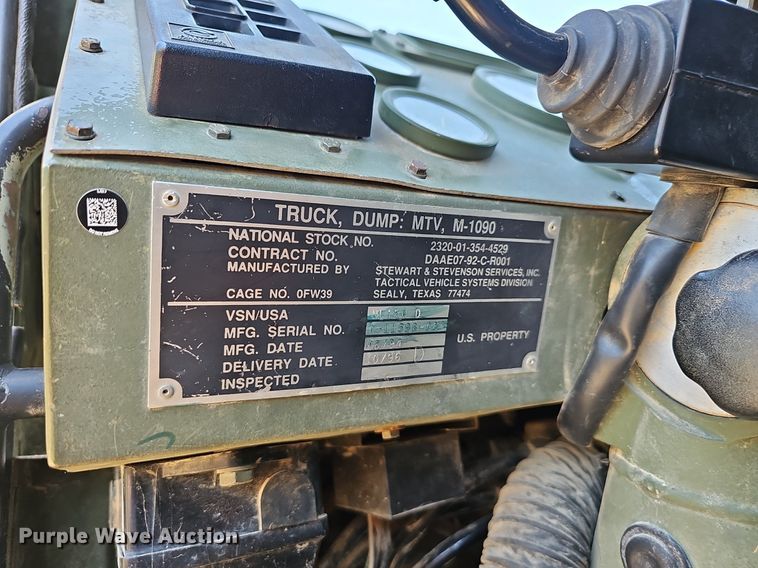 TRUCK, DUMP: MTV, M-1090
NATIONAL STOCK NO. 2320-01-354-4529
CONTRACT NO. DAAE07-92-C-R001
MANUFACTURED BY STEWART & STEVENSON SERVICES, INC.
TACTICAL VEHICLE SYSTEMS DIVISION
CAGE NO. 0FW39 SEALY, TEXAS 77474
VSN/USA
MFG. SERIAL NO.
MFG. DATE
U.S. PROPERTY
DELIVERY DATE
INSPECTED
Purple Wave Auction